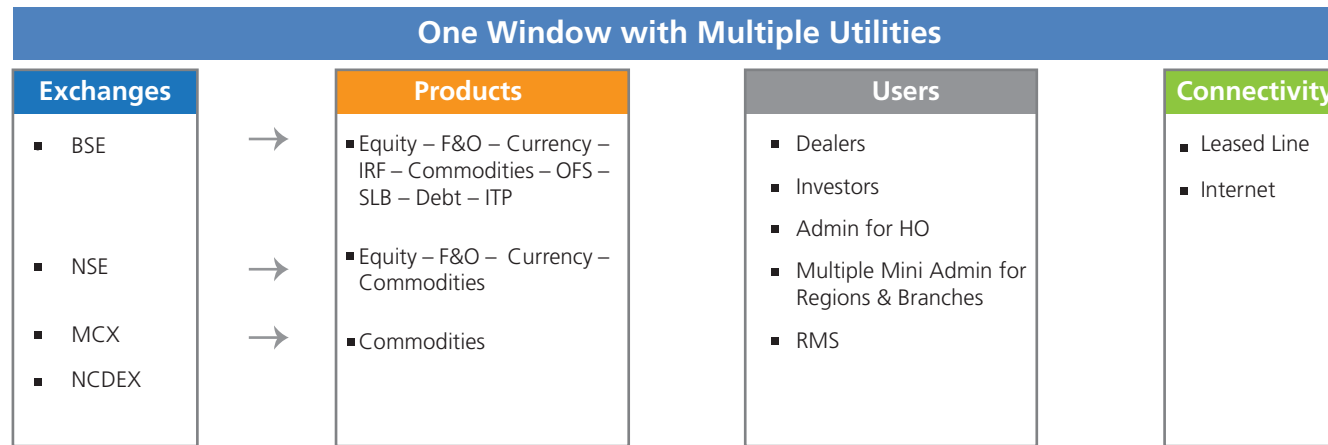 One Window with Multiple Utilities
Exchanges
▪ BSE
▪ NSE
▪ MCX
▪ NCDEX
Products
▪ Equity – F&O – Currency –
IRF – Commodities – OFS –
SLB – Debt – ITP
▪ Equity – F&O – Currency –
Commodities
▪ Commodities
Users
▪ Dealers
▪ Investors
▪ Admin for HO
▪ Multiple Mini Admin for
Regions & Branches
▪ RMS
Connectivity
▪ Leased Line
▪ Internet